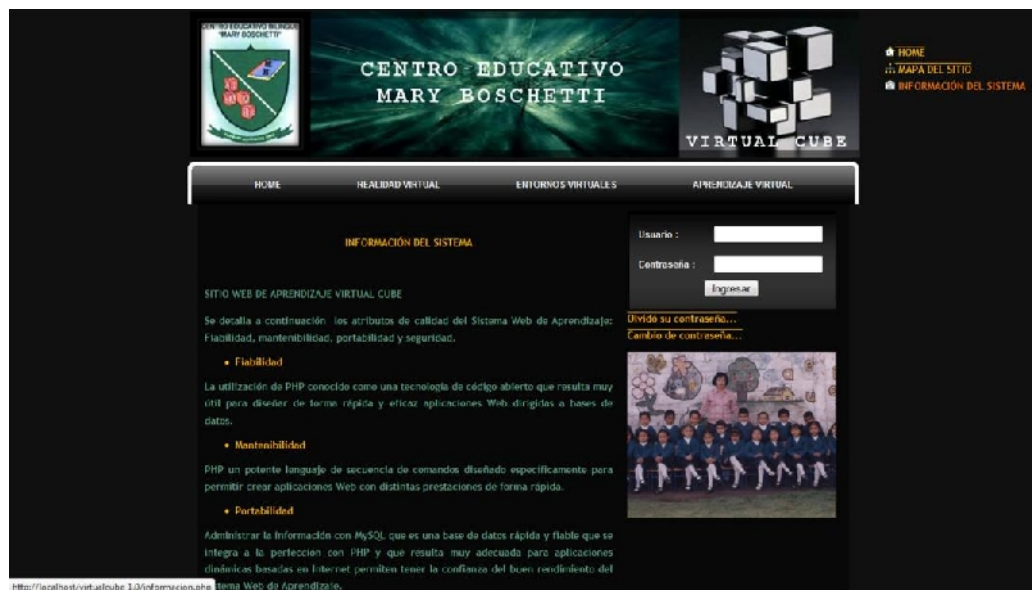 CENTRO EDUCATIVO BILINGUE
"MARY BOSCHETTI"
CENTRO EDUCATIVO
MARY BOSCHETTI
VIRTUAL CUBE
HOME
MAPA DEL SITIO
INFORMACIÓN DEL SISTEMA
HOME REALIDAD VIRTUAL ENTORNOS VIRTUALES APRENDIZAJE VIRTUAL
INFORMACIÓN DEL SISTEMA
SITIO WEB DE APRENDIZAJE VIRTUAL CUBE
Se detalla a continuación los atributos de calidad del Sistema Web de Aprendizaje:
Fiabilidad, mantenibilidad, portabilidad y seguridad.
• Fiabilidad
La utilización de PHP conocido como una tecnología de código abierto que resulta muy
útil para diseñar de forma rápida y eficaz aplicaciones Web dirigidas a bases de
datos.
• Mantenibilidad
PHP un potente lenguaje de secuencia de comandos diseñado específicamente para
permitir crear aplicaciones Web con distintas prestaciones de forma rápida.
• Portabilidad
Administrar la información con MySQL que es una base de datos rápida y fiable que se
integra a la perfección con PHP y que resulta muy adecuada para aplicaciones
dinámicas basadas en Internet permiten tener la confianza del buen rendimiento del
Sistema Web de Aprendizaje.
Usuario :
Contraseña :
Ingresar
Olvido su contraseña...
Cambio de contraseña...